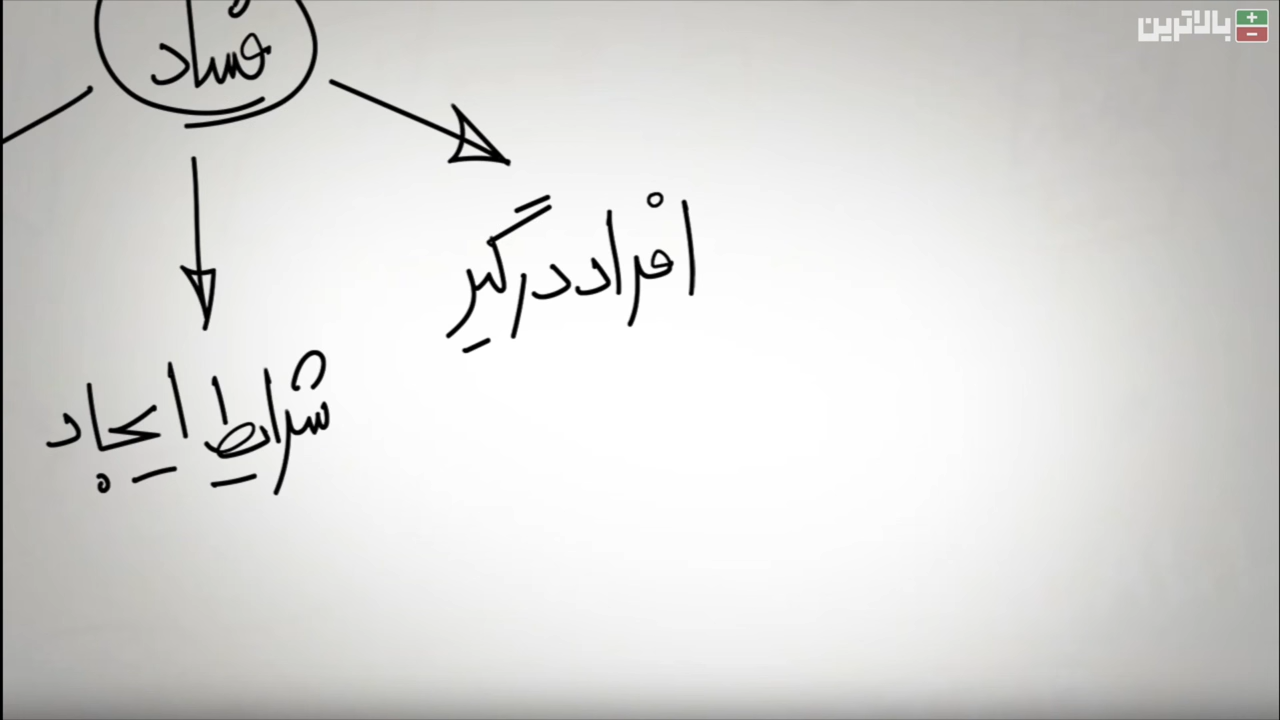 بالاترین
فساد
افراد درگیر
شرایط ایجاد